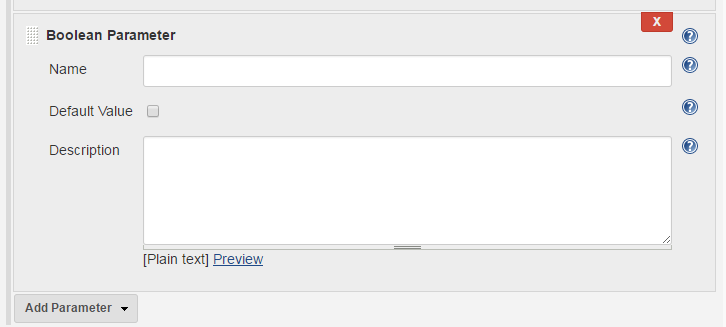 X
Boolean Parameter ?
Name ?
Default Value ?
Description ?
[Plain text] Preview
Add Parameter